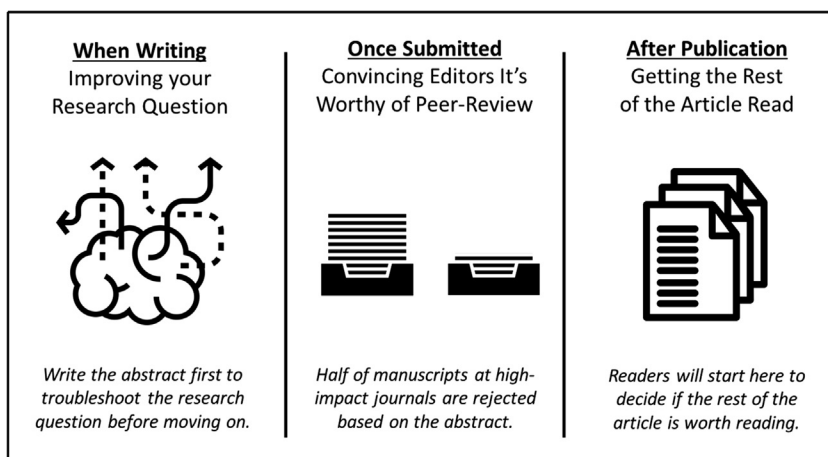 When Writing
Improving your
Research Question
Write the abstract first to
troubleshoot the research
question before moving on.
Once Submitted
Convincing Editors It's
Worthy of Peer-Review
Half of manuscripts at high-
impact journals are rejected
based on the abstract.
After Publication
Getting the Rest
of the Article Read
Readers will start here to
decide if the rest of the
article is worth reading.